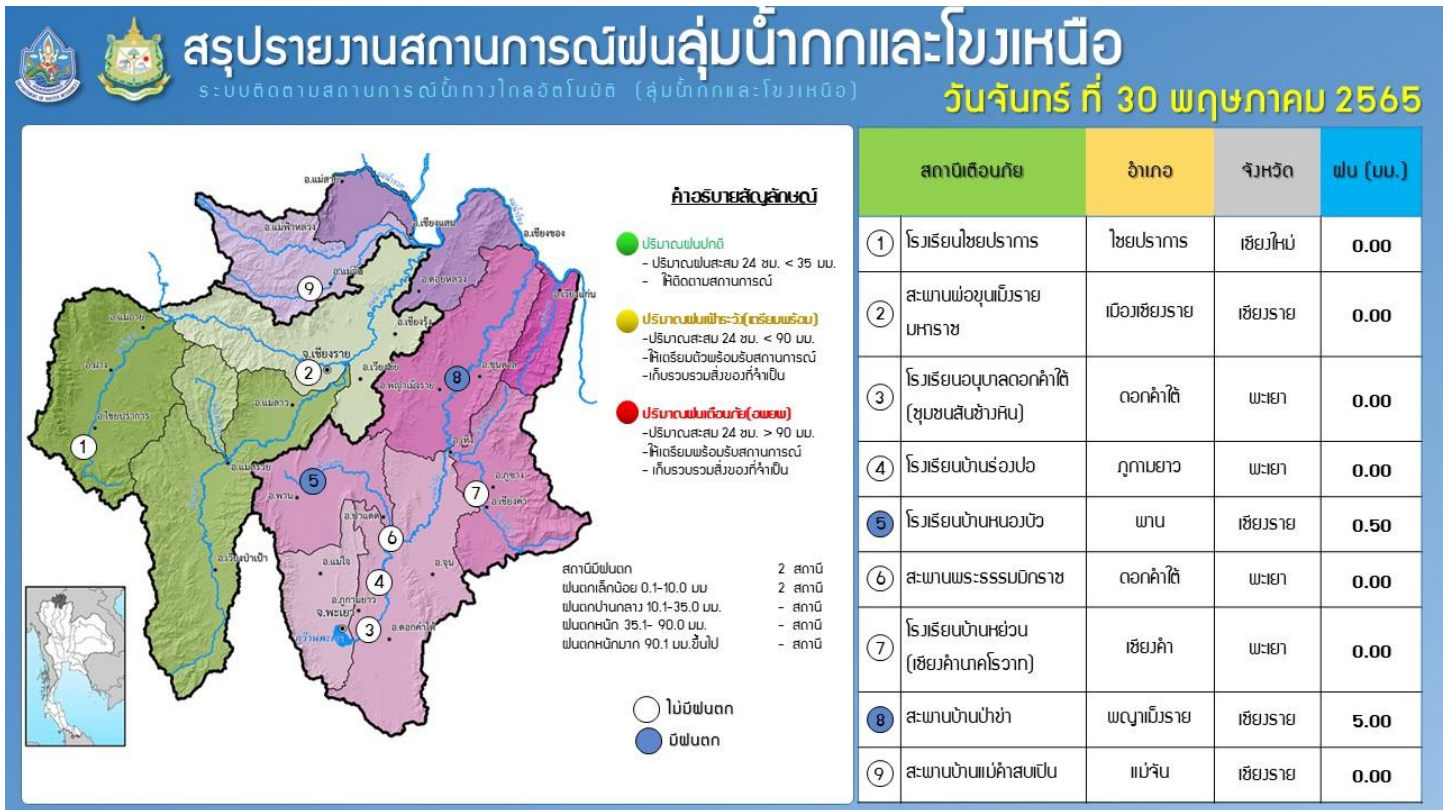 สรุปรายงานสถานการณ์ฝนลุ่มน้ำกกและโขงเหนือ
ระบบติดตามสถานการณ์น้ำทางไกลอัตโนมัติ (ลุ่มน้ำกกและโขงเหนือ)
วันจันทร์ ที่ 30 พฤษภาคม 2565
อ.แม่สาย
แม่น้ำรวก
อ.แม่ฟ้าหลวง
อ.เชียงแสน
แม่น้ำโขง
อ.เชียงของ
อ.แม่จัน
อ.ดอยหลวง
อ.เวียงแก่น
9
อ.แม่อาย
อ.เชียงรุ้ง
จ.เชียงราย
2
อ.เวียงชัย
อ.ฝาง
อ.พญาเม็งราย
8
อ.ขุนตาล
อ.แม่ลาว
อ.ไชยปราการ
1
อ.เทิง
อ.แม่สรวย
5
อ.พาน
7
อ.ภูซาง
อ.เชียงคำ
อ.ป่าแดด
6
อ.เวียงป่าเป้า
อ.แม่ใจ
4
อ.จุน
อ.ภูกามยาว
จ.พะเยา
3
อ.ดอกคำใต้
กว๊านพะเยา
คำอธิบายสัญลักษณ์
ปริมาณฝนปกติ
- ปริมาณฝนสะสม 24 ชม. < 35 มม.
- ให้ติดตามสถานการณ์
ปริมาณฝนเฝ้าระวัง(เตรียมพร้อม)
-ปริมาณสะสม 24 ชม. < 90 มม.
-ให้เตรียมตัวพร้อมรับสถานการณ์
-เก็บรวบรวมสิ่งของที่จำเป็น
ปริมาณฝนเตือนภัย(อพยพ)
-ปริมาณสะสม 24 ชม. > 90 มม.
-ให้เตรียมพร้อมรับสถานการณ์
- เก็บรวบรวมสิ่งของที่จำเป็น
สถานีมีฝนตก 2 สถานี
ฝนตกเล็กน้อย 0.1-10.0 มม 2 สถานี
ฝนตกปานกลาง 10.1-35.0 มม. - สถานี
ฝนตกหนัก 35.1- 90.0 มม. - สถานี
ฝนตกหนักมาก 90.1 มม.ขึ้นไป - สถานี
ไม่มีฝนตก
มีฝนตก
สถานีเตือนภัย อำเภอ จังหวัด ฝน (มม.)
1 โรงเรียนไชยปราการ ไชยปราการ เชียงใหม่ 0.00
2 สะพานพ่อขุนเม็งราย
มหาราช เมืองเชียงราย เชียงราย 0.00
3 โรงเรียนอนุบาลดอกคำใต้
(ชุมชนสันช้างหิน) ดอกคำใต้ พะเยา 0.00
4 โรงเรียนบ้านร่องปอ ภูกามยาว พะเยา 0.00
5 โรงเรียนบ้านหนองบัว พาน เชียงราย 0.50
6 สะพานพระธรรมมิกราช ดอกคำใต้ พะเยา 0.00
7 โรงเรียนบ้านหย่วน
(เชียงคำนาคโรวาท) เชียงคำ พะเยา 0.00
8 สะพานบ้านป่าข่า พญาเม็งราย เชียงราย 5.00
9 สะพานบ้านแม่คำสบเปิน แม่จัน เชียงราย 0.00